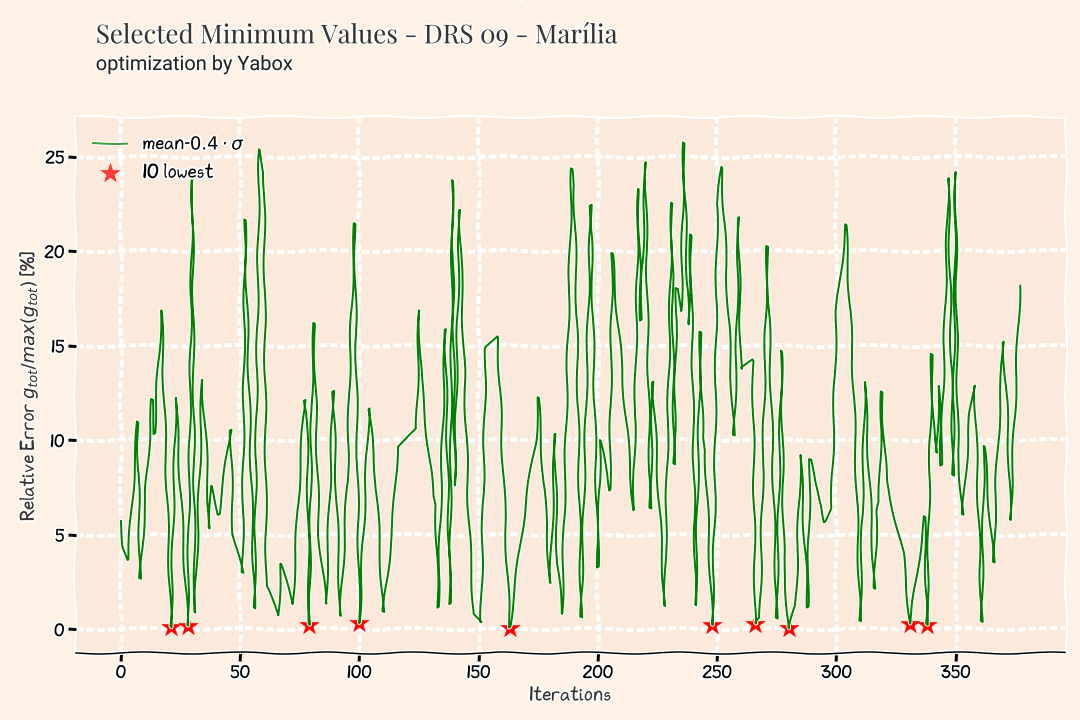 Selected Minimum Values - DRS 09 - Marília
optimization by Yabox
mean-0.4 · σ
10 lowest
Relative Error g_tot/max(g_tot) [%]
25
20
15
10
5
0
0 50 100 150 200 250 300 350
Iterations